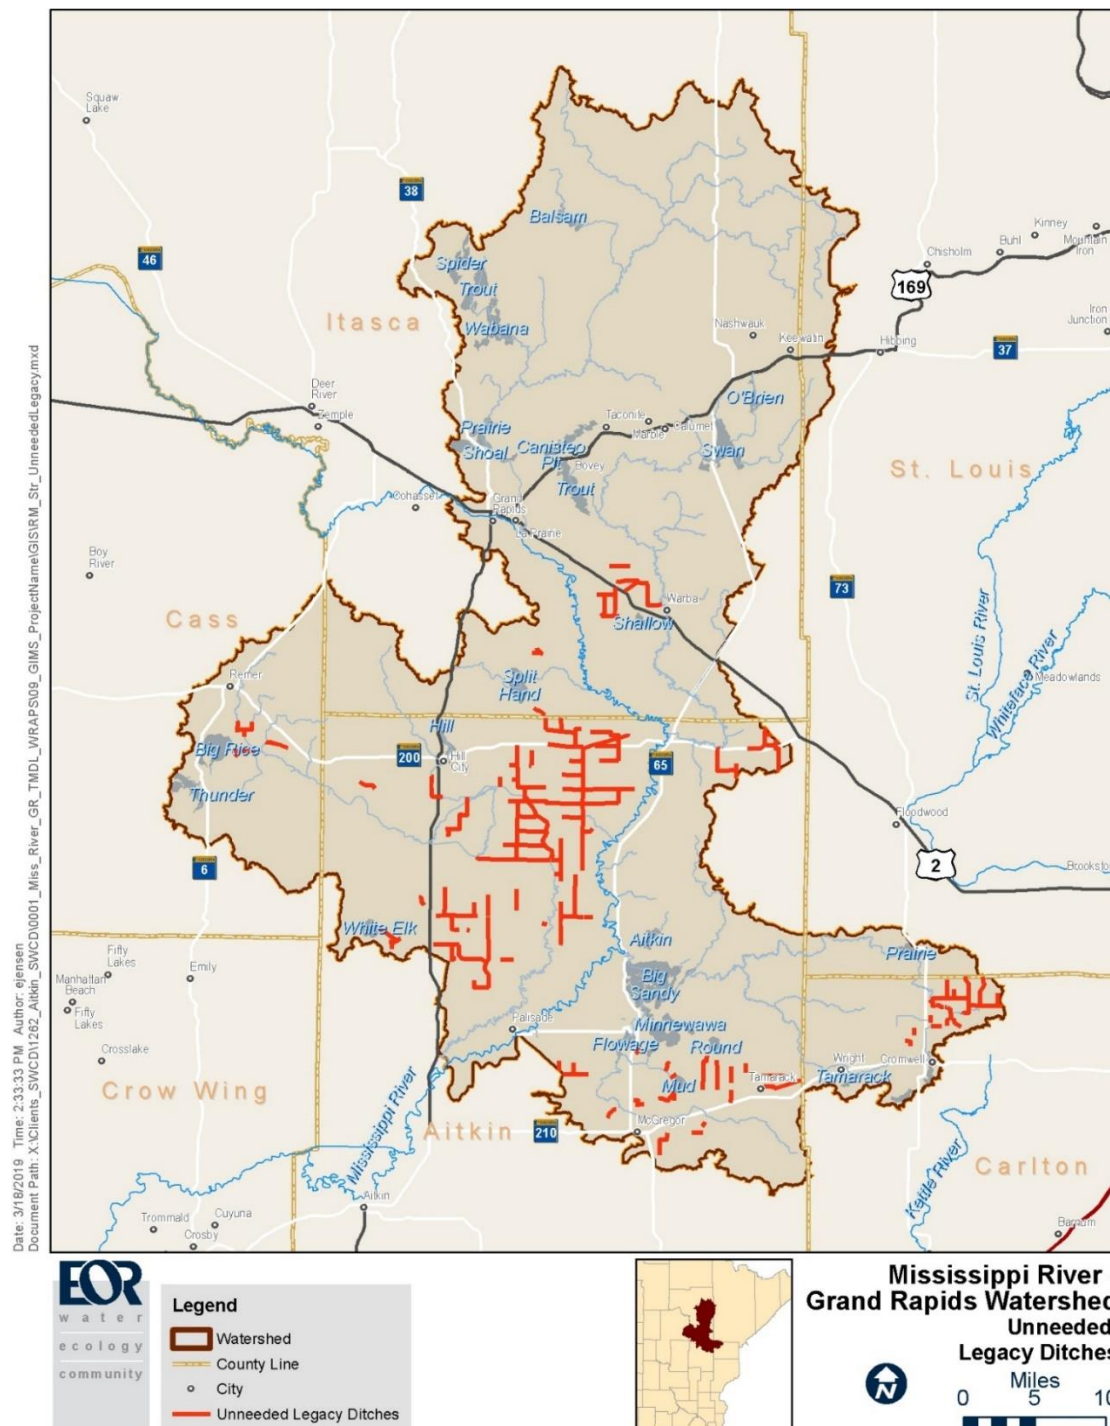 Squaw
Lake
38
46
Balsam
Kinney
Buhl
Mountain
Iron
Chisholm
169
Spider
Trout
Wabana
Itasca
Nashwauk
Keewatin
Hibbing
Iron
Junction
37
Deer
River
Zemple
O'Brien
Taconite
Marble
Calumet
Prairie
Shoal
Canisteo
Pit
Bovey
Swan
Trout
St. Louis
Cohasset
Grand
Rapids
La Prairie
Boy
River
73
Cass
Warba
Shallow
St. Louis River
Whiteface River
Meadowlands
Remer
Split
Hand
Hill
Big Rice
200
Hill
City
65
Thunder
Floodwood
6
2
Brookston
White Elk
Aitkin
Prairie
Fifty
Lakes
Emily
Manhattan
Beach
Fifty
Lakes
Big
Sandy
Palisade
Minnewawa
Flowage
Round
Crosslake
Wright
Cromwell
Mud
Tamarack
Tamarack
Crow Wing
Mississippi River
Aitkin
210
McGregor
Carlton
Kettle River
Aitkin
Trommald
Cuyuna
Crosby
Barnum
Date: 3/18/2019 Time: 2:33:33 PM Author: ejensen
Document Path: X:\Clients_SWCD\1262_Aitkin_SWCD\0001_Miss_River_GR_TMDL_WRAPS\09_GIMS_ProjectName\GIS\RM_Str_UnneededLegacy.mxd
EOR
water
ecology
community
Legend
Watershed
County Line
City
Unneeded Legacy Ditches
Mississippi River
Grand Rapids Watershed
Unneeded
Legacy Ditches
N
Miles
0 5 10